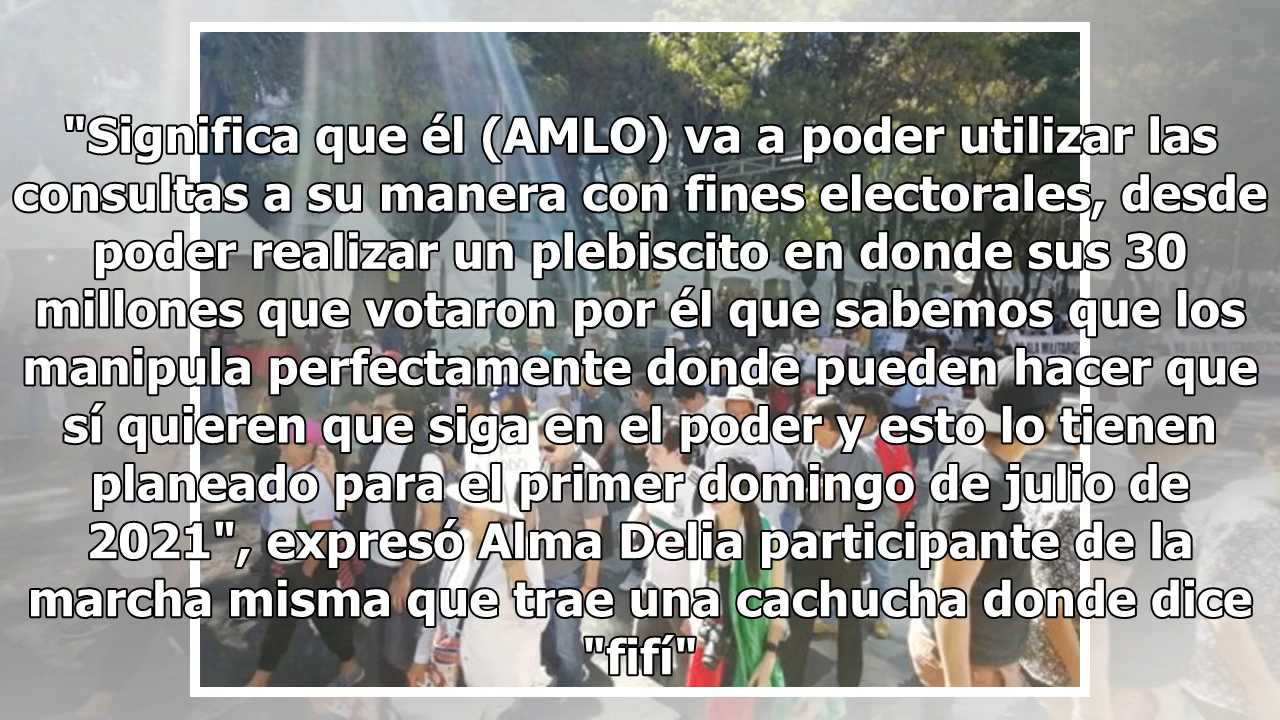 "Significa que él (AMLO) va a poder utilizar las
consultas a su manera con fines electorales, desde
poder realizar un plebiscito en donde sus 30
millones que votaron por él que sabemos que los
manipula perfectamente donde pueden hacer que
sí quieren que siga en el poder y esto lo tienen
planeado para el primer domingo de julio de
2021", expresó Alma Delia participante de la
marcha misma que trae una cachucha donde dice
"fifí"